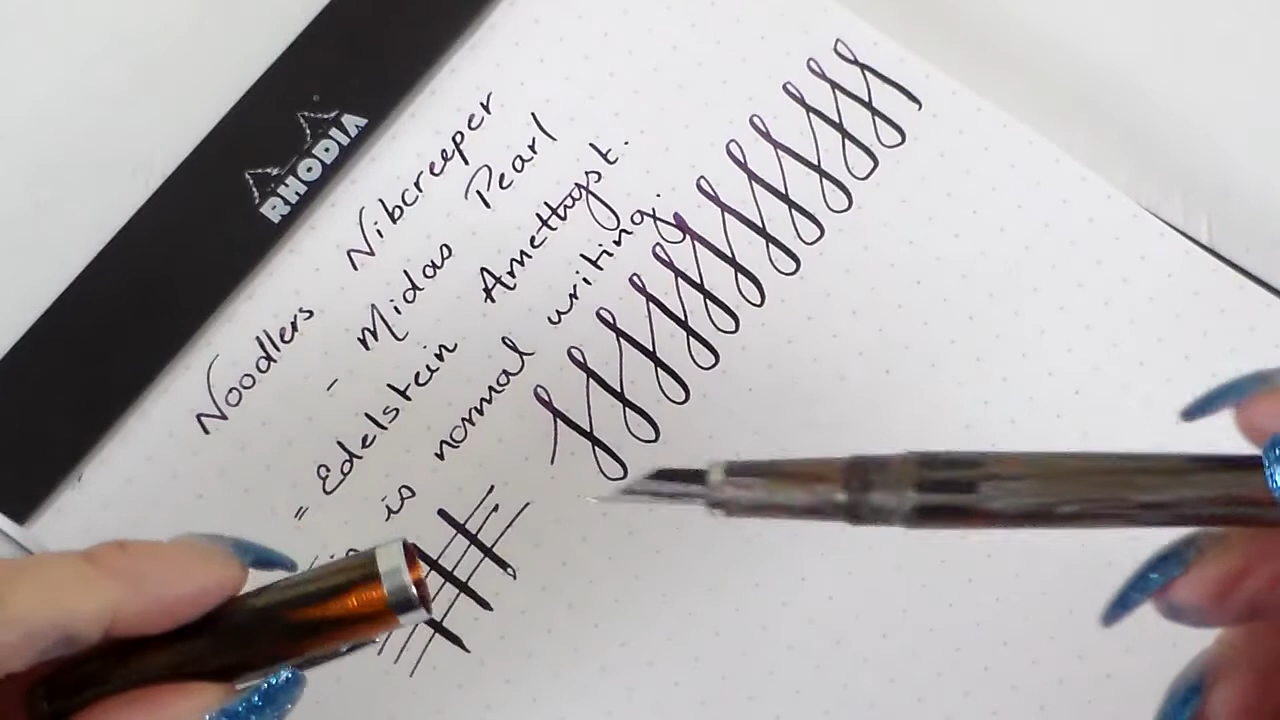 RHODIA
Noodlers Nibcreeper
- Midas Pearl
= Edelstein Amethyst.
is normal writing.